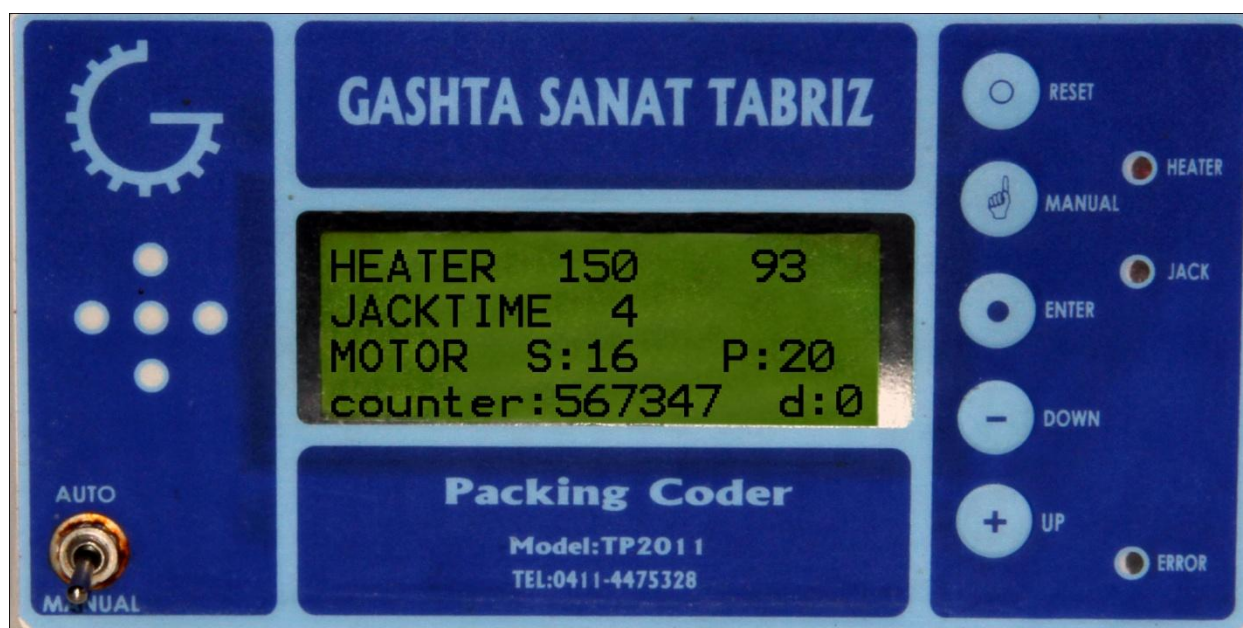 GASHTA SANAT TABRIZ
HEATER 150 93
JACKTIME 4
MOTOR S:16 P:20
counter:567347 d:0
Packing Coder
Model:TP2011
TEL:0411-4475328
AUTO
MANUAL
RESET
HEATER
MANUAL
JACK
ENTER
DOWN
UP
ERROR